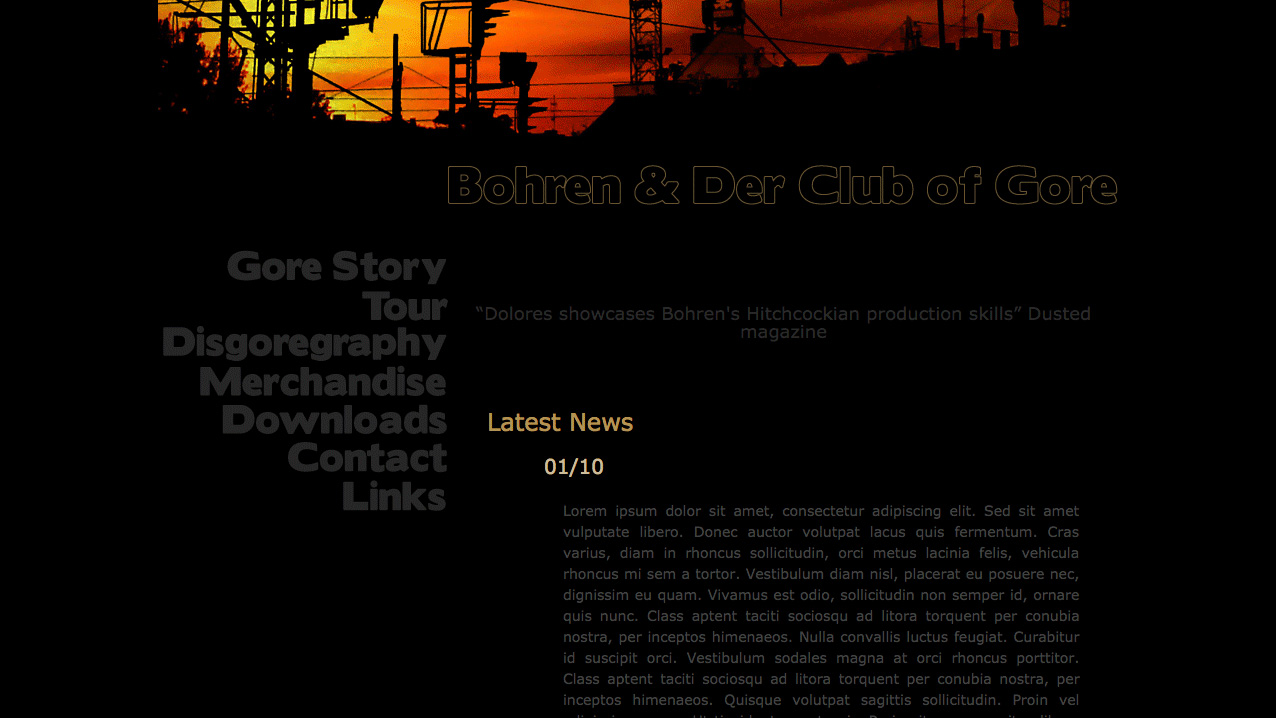 Bohren & Der Club of Gore
Gore Story
Tour
Disgoregraphy
Merchandise
Downloads
Contact
Links
“Dolores showcases Bohren's Hitchcockian production skills” Dusted
magazine
Latest News
01/10
Lorem ipsum dolor sit amet, consectetur adipiscing elit. Sed sit amet
vulputate libero. Donec auctor volutpat lacus quis fermentum. Cras
varius, diam in rhoncus sollicitudin, orci metus lacinia felis, vehicula
rhoncus mi sem a tortor. Vestibulum diam nisl, placerat eu posuere nec,
dignissim eu quam. Vivamus est odio, sollicitudin non semper id, ornare
quis nunc. Class aptent taciti sociosqu ad litora torquent per conubia
nostra, per inceptos himenaeos. Nulla convallis luctus feugiat. Curabitur
id suscipit orci. Vestibulum sodales magna at orci rhoncus porttitor.
Class aptent taciti sociosqu ad litora torquent per conubia nostra, per
inceptos himenaeos. Quisque volutpat sagittis sollicitudin. Proin vel